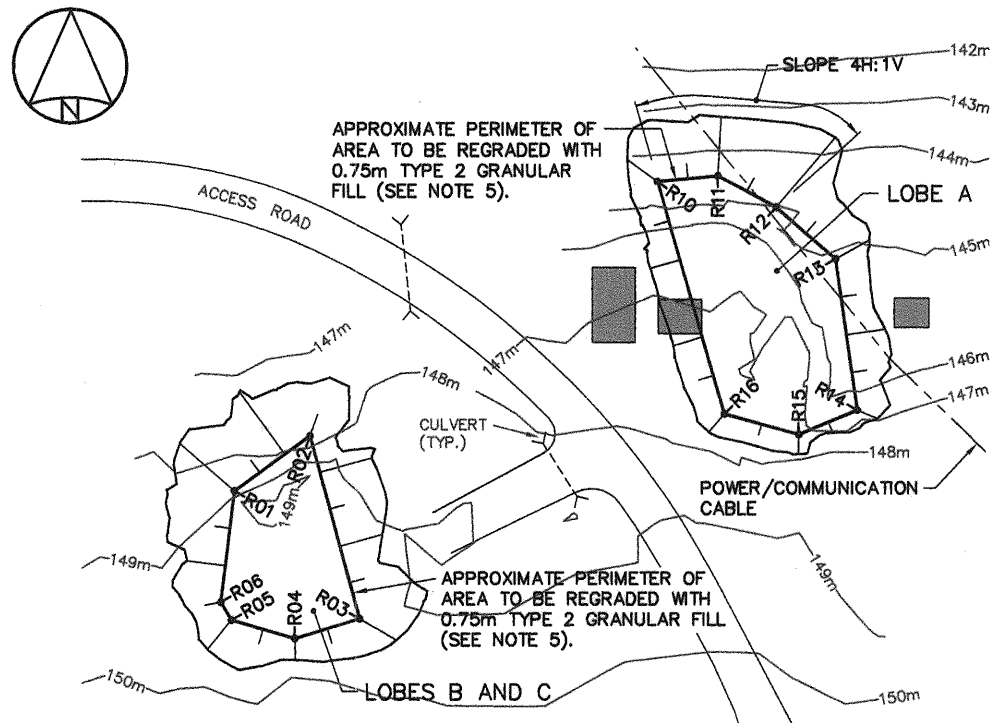 N
142m
SLOPE 4H:1V
143m
APPROXIMATE PERIMETER OF
AREA TO BE REGRADED WITH
0.75m TYPE 2 GRANULAR
FILL (SEE NOTE 5).
144m
ACCESS ROAD
R10
R11
R12
LOBE A
R13
145m
147m
147m
146m
148m
147m
R16
R15
R14
CULVERT
(TYP.)
148m
R02
R01
149m
POWER/COMMUNICATION
CABLE
149m
149m
R06
R05
R04
R03
APPROXIMATE PERIMETER OF
AREA TO BE REGRADED WITH
0.75m TYPE 2 GRANULAR FILL
(SEE NOTE 5).
150m
LOBES B AND C
150m